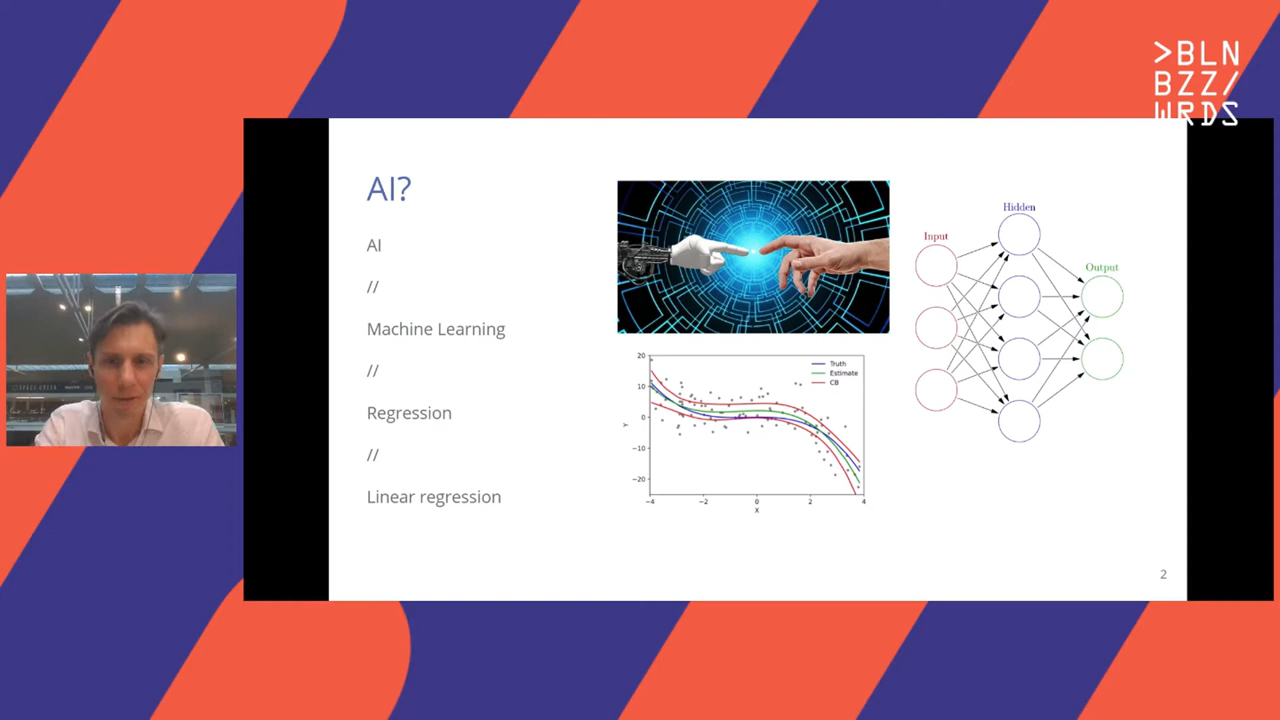 >BLN
BZZ/
WRDS
AI?
AI
//
Machine Learning
//
Regression
//
Linear regression
Hidden
Input
Output
Truth
Estimate
CB
20
10
0
−10
−20
Y
−4
−2
0
2
4
X
2